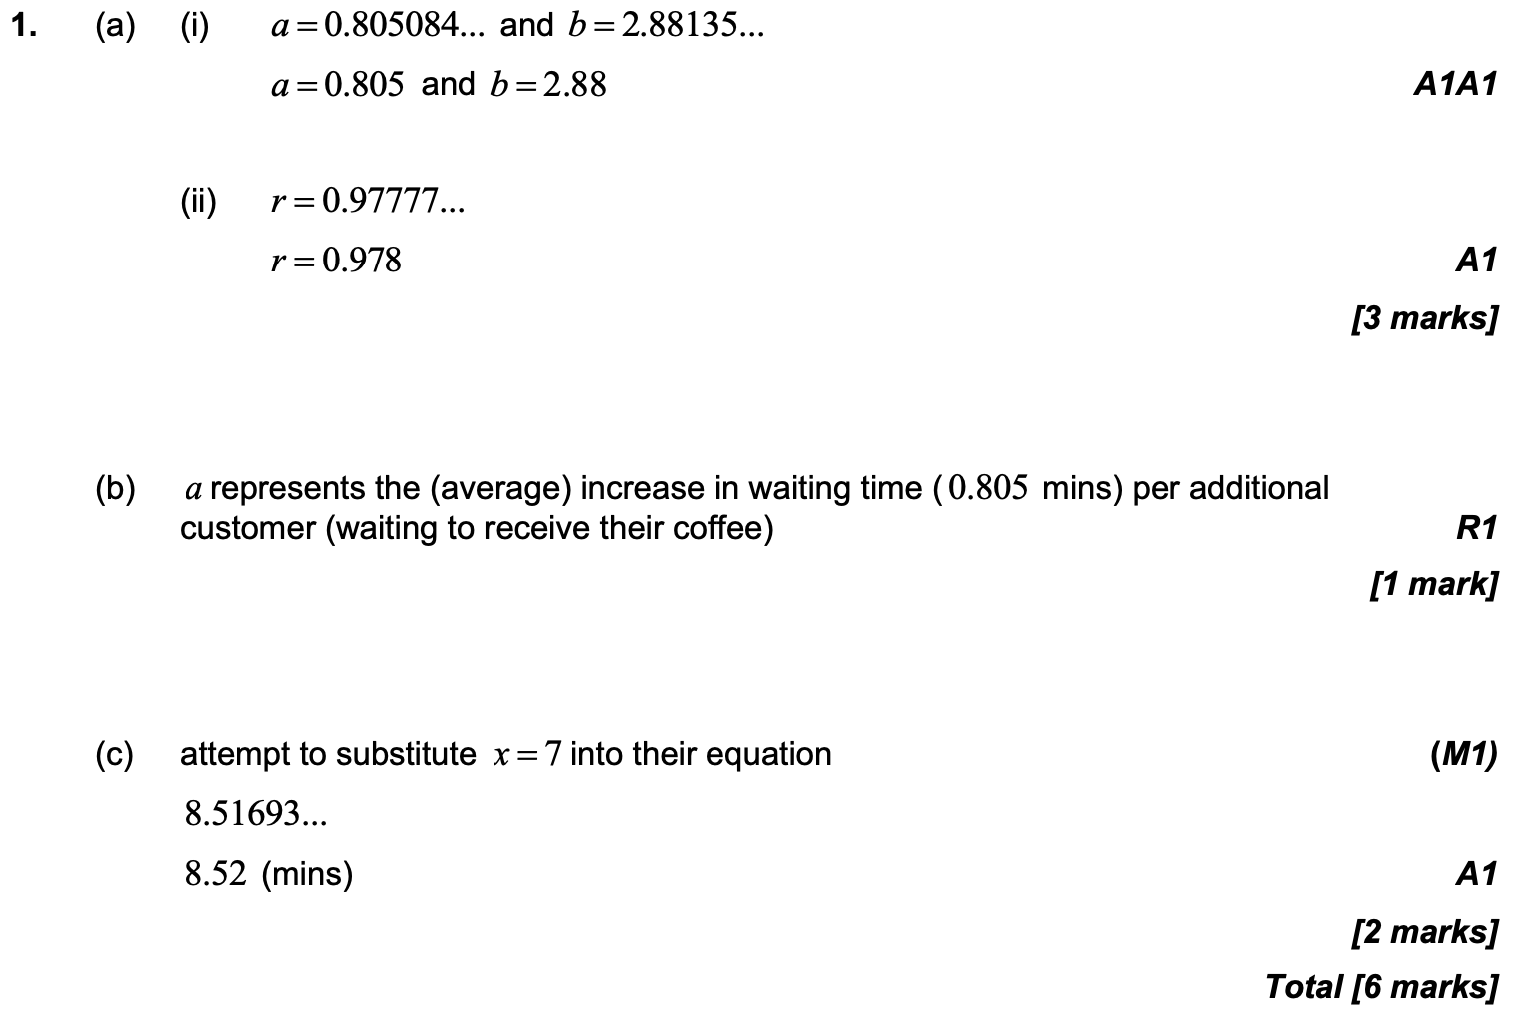 1. (a) (i) a = 0.805084... and b = 2.88135...
a = 0.805 and b = 2.88 A1A1
(ii) r = 0.97777...
r = 0.978 A1
[3 marks]
(b) a represents the (average) increase in waiting time (0.805 mins) per additional
customer (waiting to receive their coffee) R1
[1 mark]
(c) attempt to substitute x = 7 into their equation (M1)
8.51693...
8.52 (mins) A1
[2 marks]
Total [6 marks]